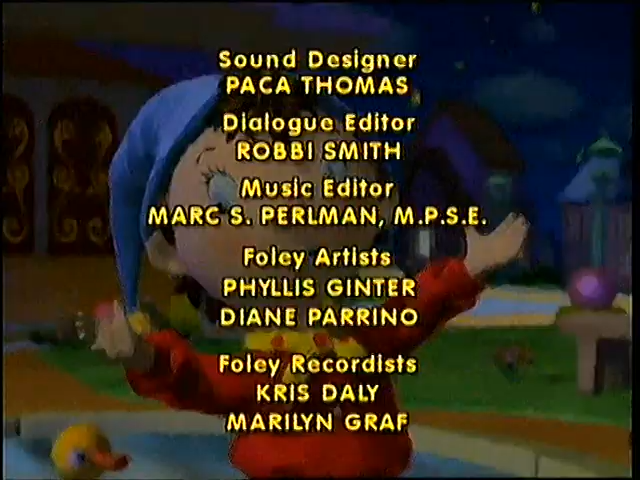 Sound Designer
PACA THOMAS
Dialogue Editor
ROBBI SMITH
Music Editor
MARC S. PERLMAN, M.P.S.E.
Foley Artists
PHYLLIS GINTER
DIANE PARRINO
Foley Recordists
KRIS DALY
MARILYN GRAF